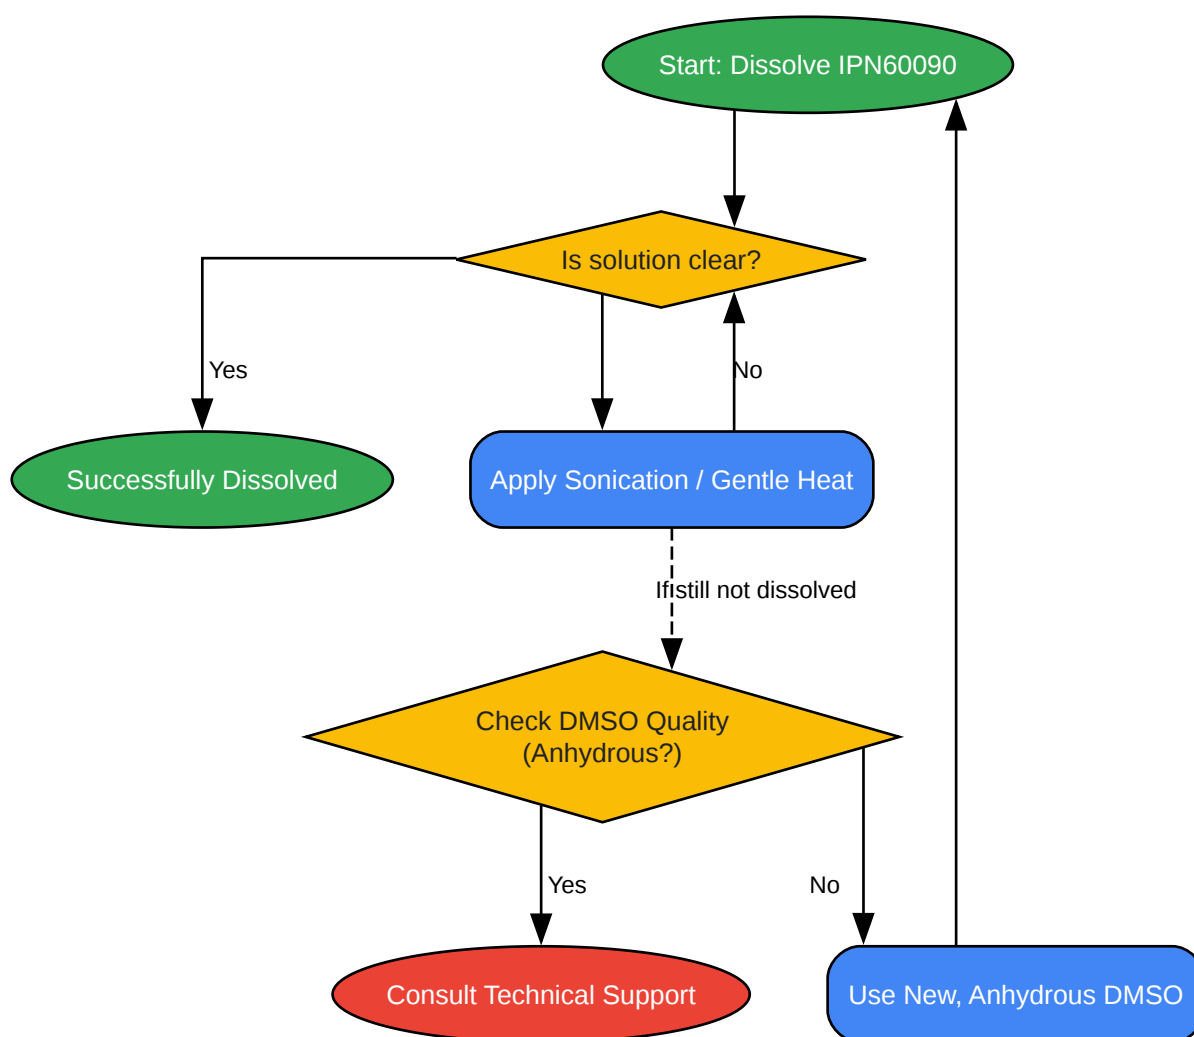 Start: Dissolve IPN60090
Is solution clear?
Yes
No
Successfully Dissolved
Apply Sonication / Gentle Heat
If still not dissolved
Check DMSO Quality
(Anhydrous?)
Yes
No
Consult Technical Support
Use New, Anhydrous DMSO